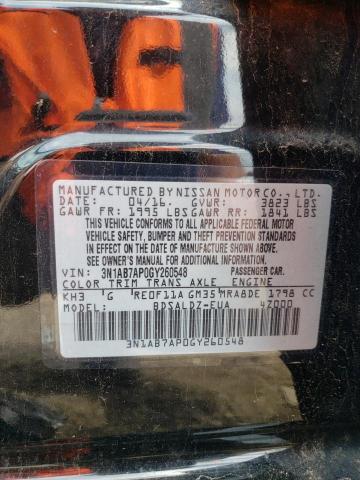 MANUFACTURED BY NISSAN MOTOR CO., LTD.
DATE: 04/16. GVWR: 3823 LBS
GAWR FR: 1995 LBS GAWR RR: 1841 LBS
THIS VEHICLE CONFORMS TO ALL APPLICABLE FEDERAL MOTOR
VEHICLE SAFETY, BUMPER AND THEFT PREVENTION STANDARDS
IN EFFECT ON THE DATE OF MANUFACTURE SHOWN ABOVE.
SEE OWNER'S MANUAL FOR ADDITIONAL INFORMATION.
VIN: 3N1AB7AP0GY260548 PASSENGER CAR.
COLOR TRIM TRANS AXLE ENGINE
KH3 G RE0F11A GM35 MRA8DE 1798 CC
MODEL: BDSALDZ-EUA 4Z000
3N1AB7AP0GY260548